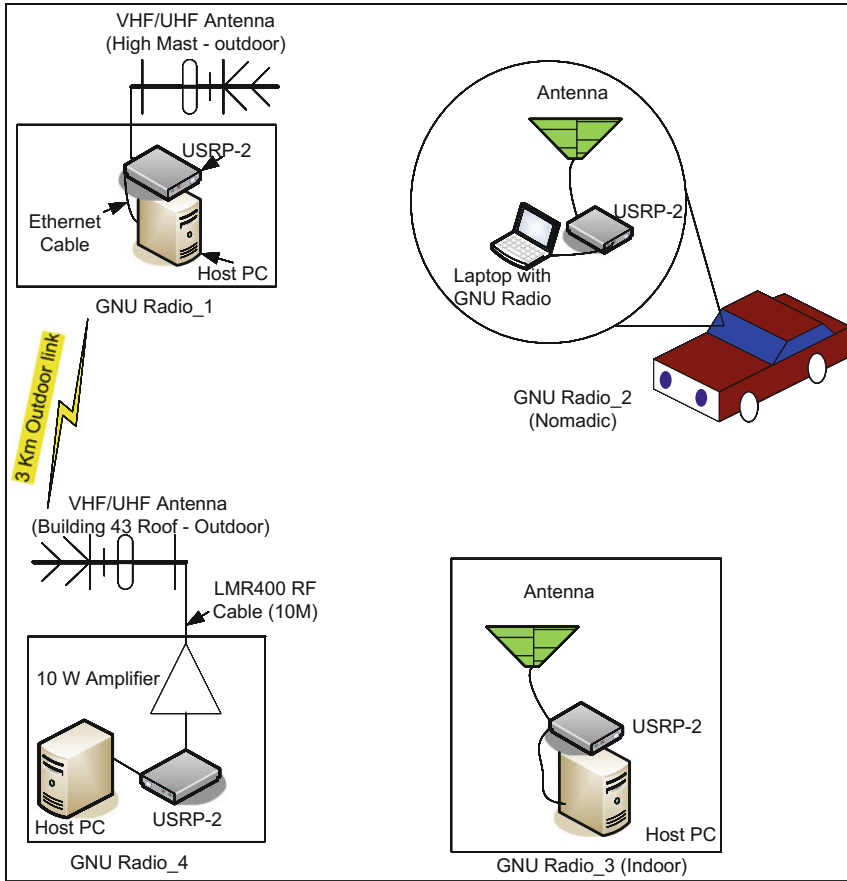 VHF/UHF Antenna
(High Mast - outdoor)
USRP-2
Ethernet
Cable
Host PC
GNU Radio_1
3 Km Outdoor link
VHF/UHF Antenna
(Building 43 Roof - Outdoor)
LMR400 RF
Cable (10M)
10 W Amplifier
Host PC
USRP-2
GNU Radio_4
Antenna
USRP-2
Laptop with
GNU Radio
GNU Radio_2
(Nomadic)
Antenna
USRP-2
Host PC
GNU Radio_3 (Indoor)